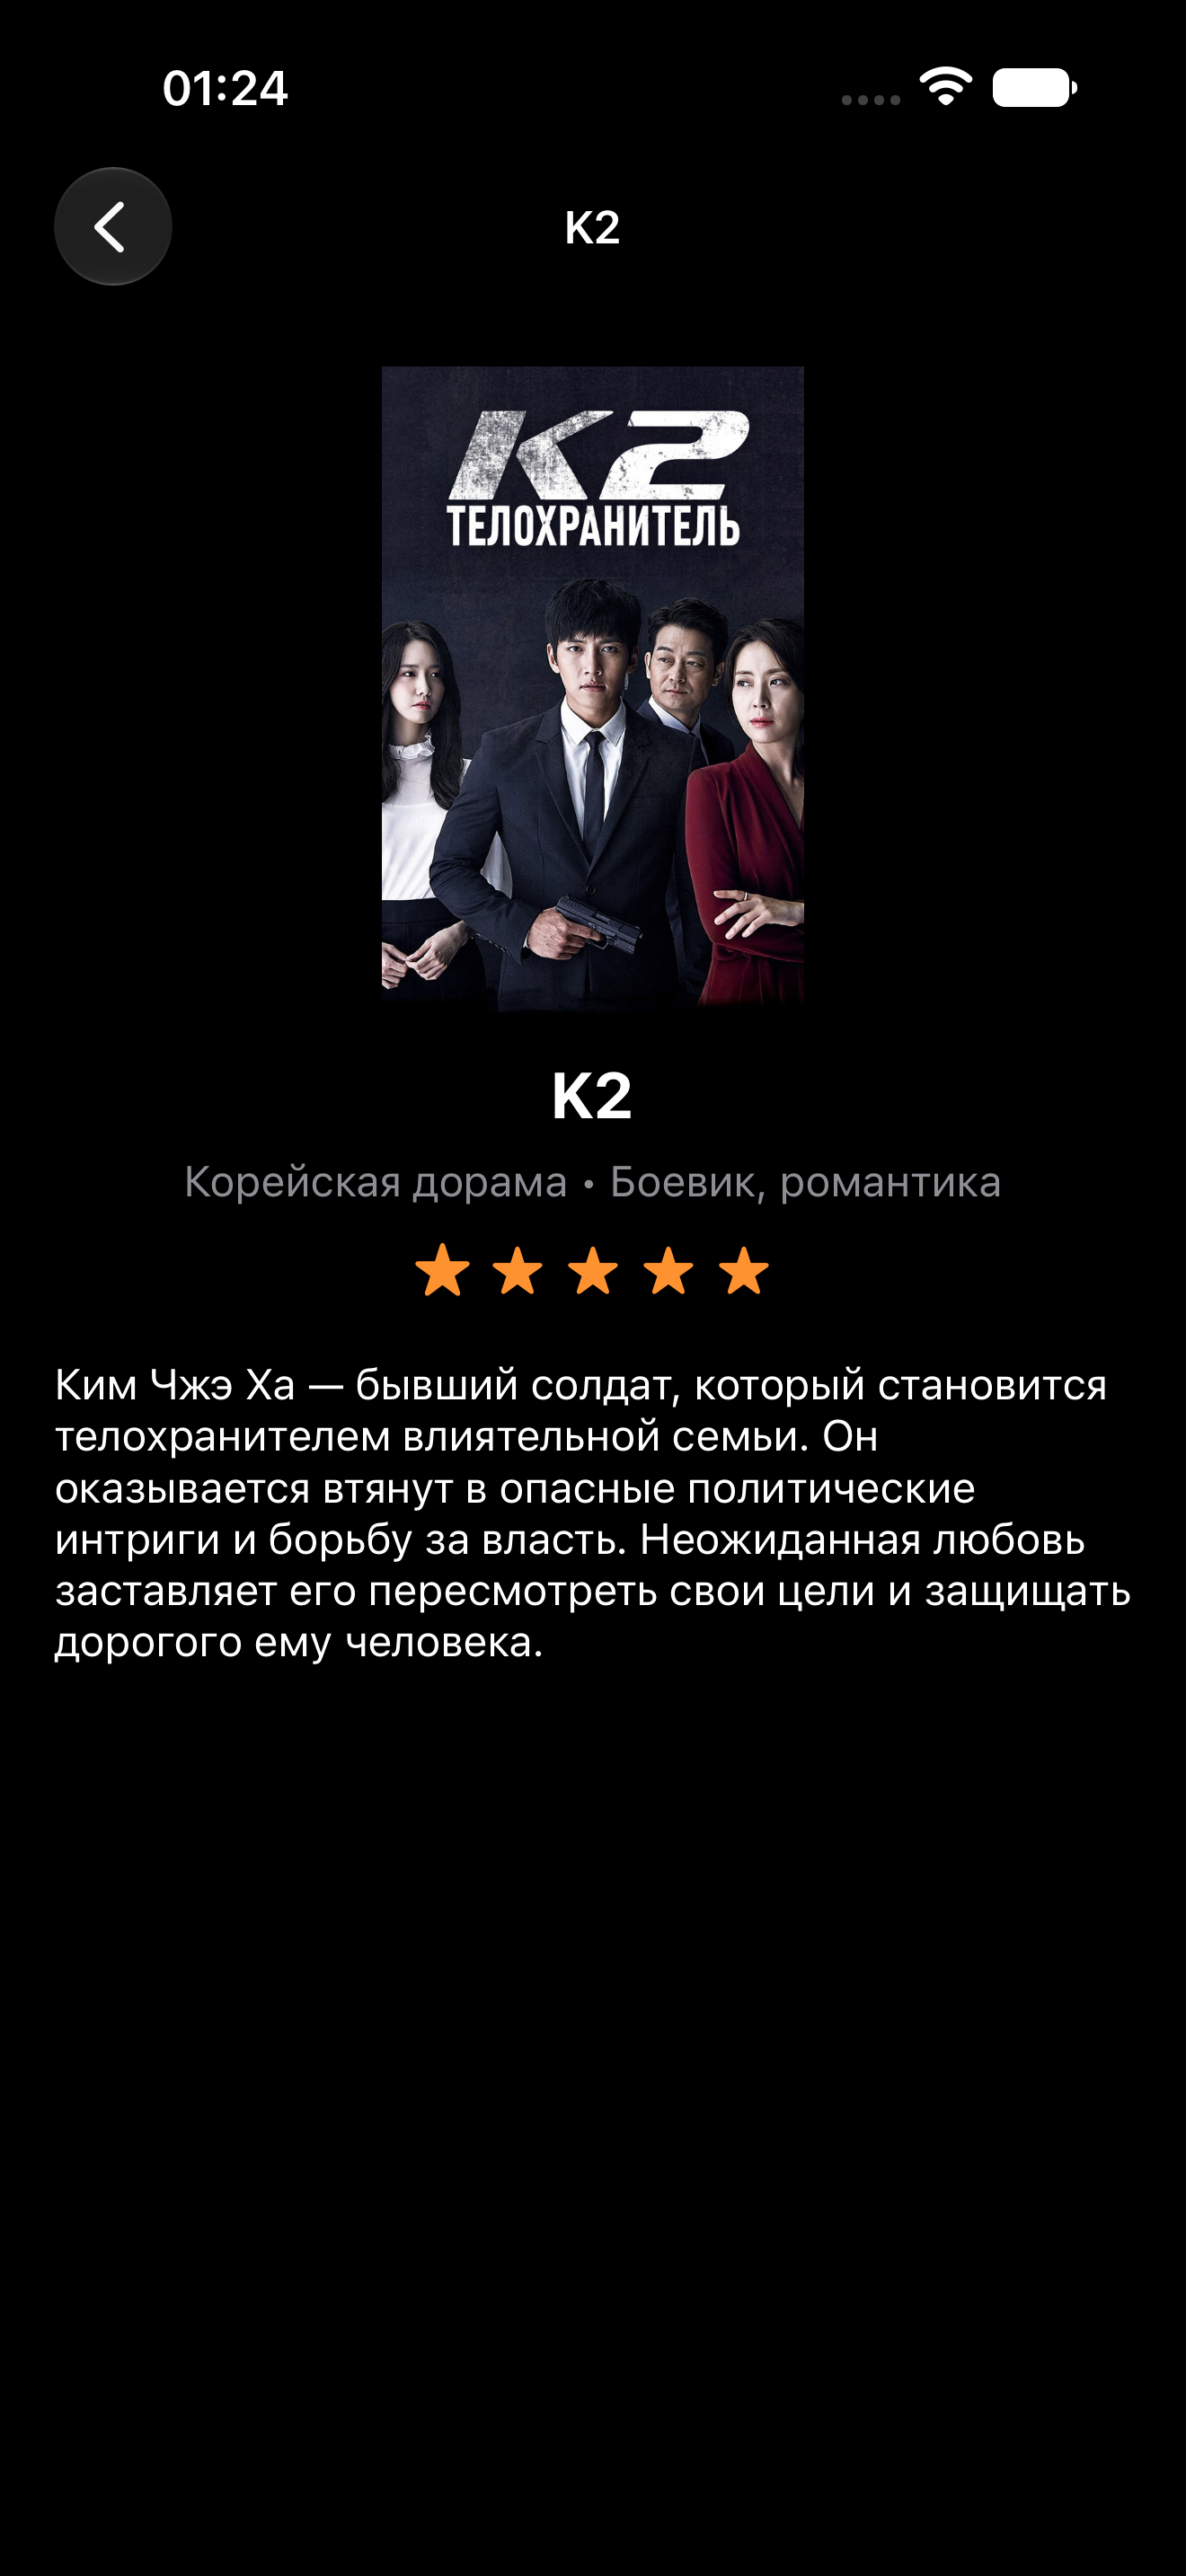 01:24
K2
K2
ТЕЛОХРАНИТЕЛЬ
K2
Корейская дорама • Боевик, романтика
Ким Чжэ Ха — бывший солдат, который становится
телохранителем влиятельной семьи. Он
оказывается втянут в опасные политические
интриги и борьбу за власть. Неожиданная любовь
заставляет его пересмотреть свои цели и защищать
дорогого ему человека.